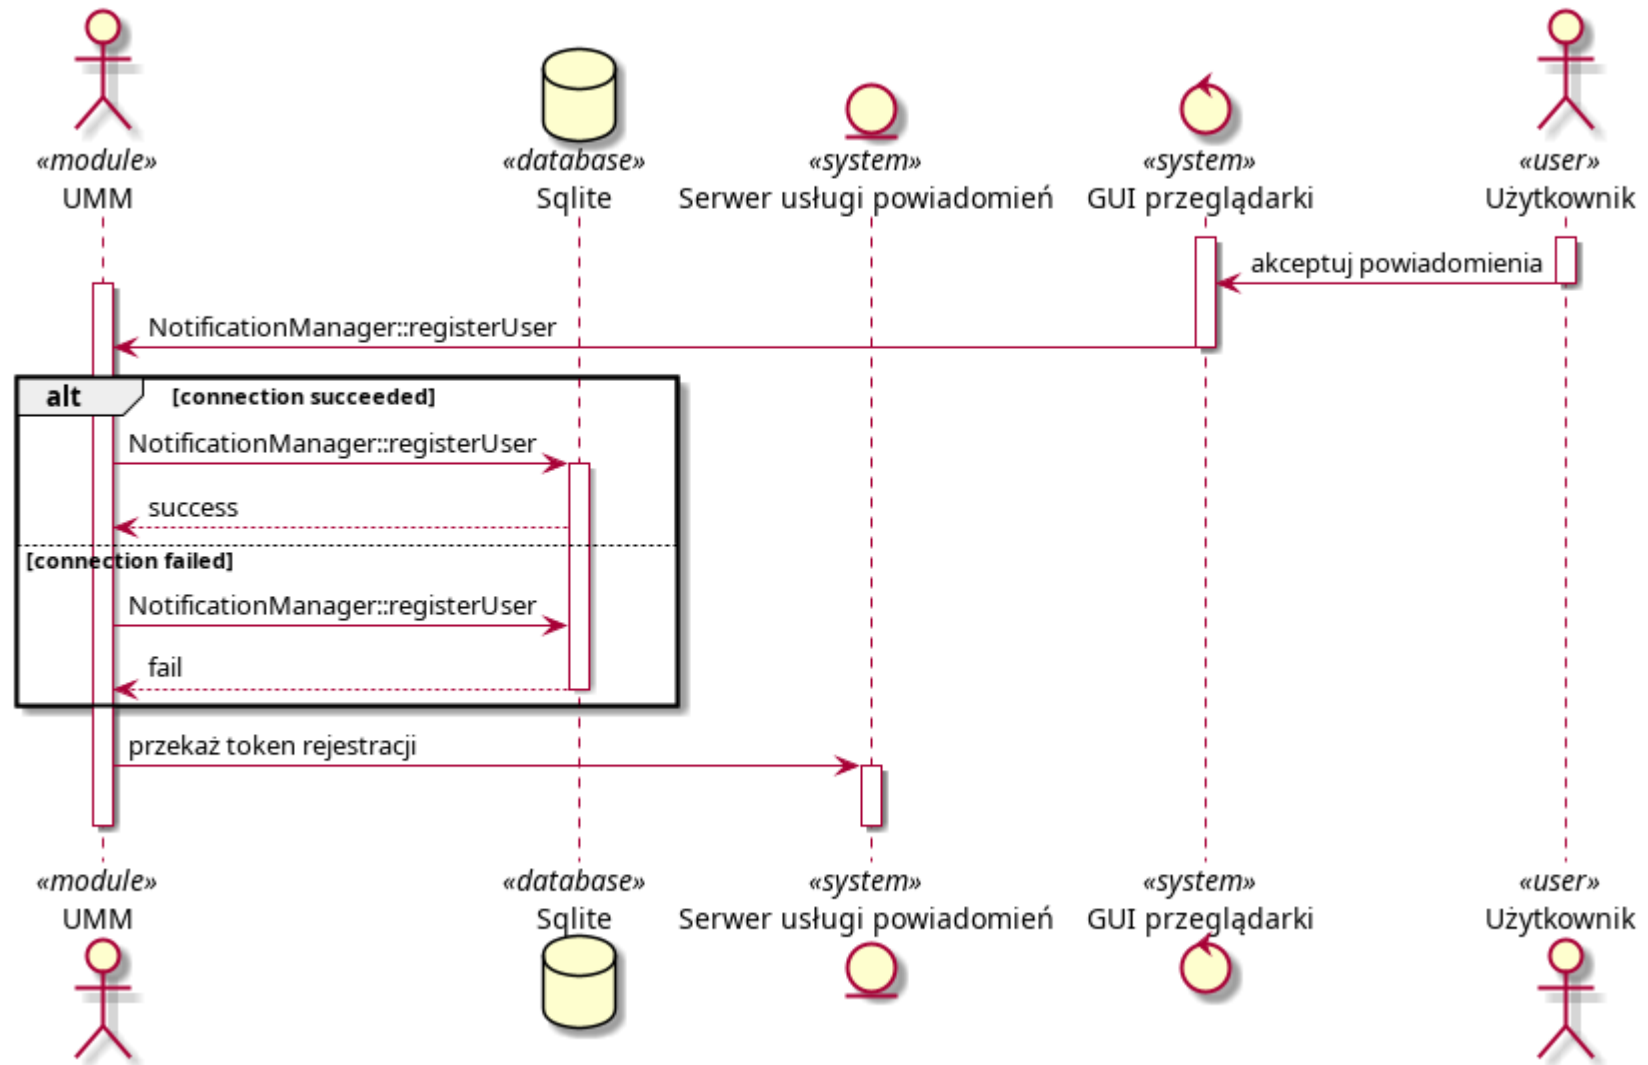 «module»
UMM
«database»
Sqlite
«system»
Serwer usługi powiadomień
«system»
GUI przeglądarki
«user»
Użytkownik
akceptuj powiadomienia
NotificationManager::registerUser
alt
[connection succeeded]
NotificationManager::registerUser
success
[connection failed]
NotificationManager::registerUser
fail
przekaż token rejestracji
«module»
UMM
«database»
Sqlite
«system»
Serwer usługi powiadomień
«system»
GUI przeglądarki
«user»
Użytkownik